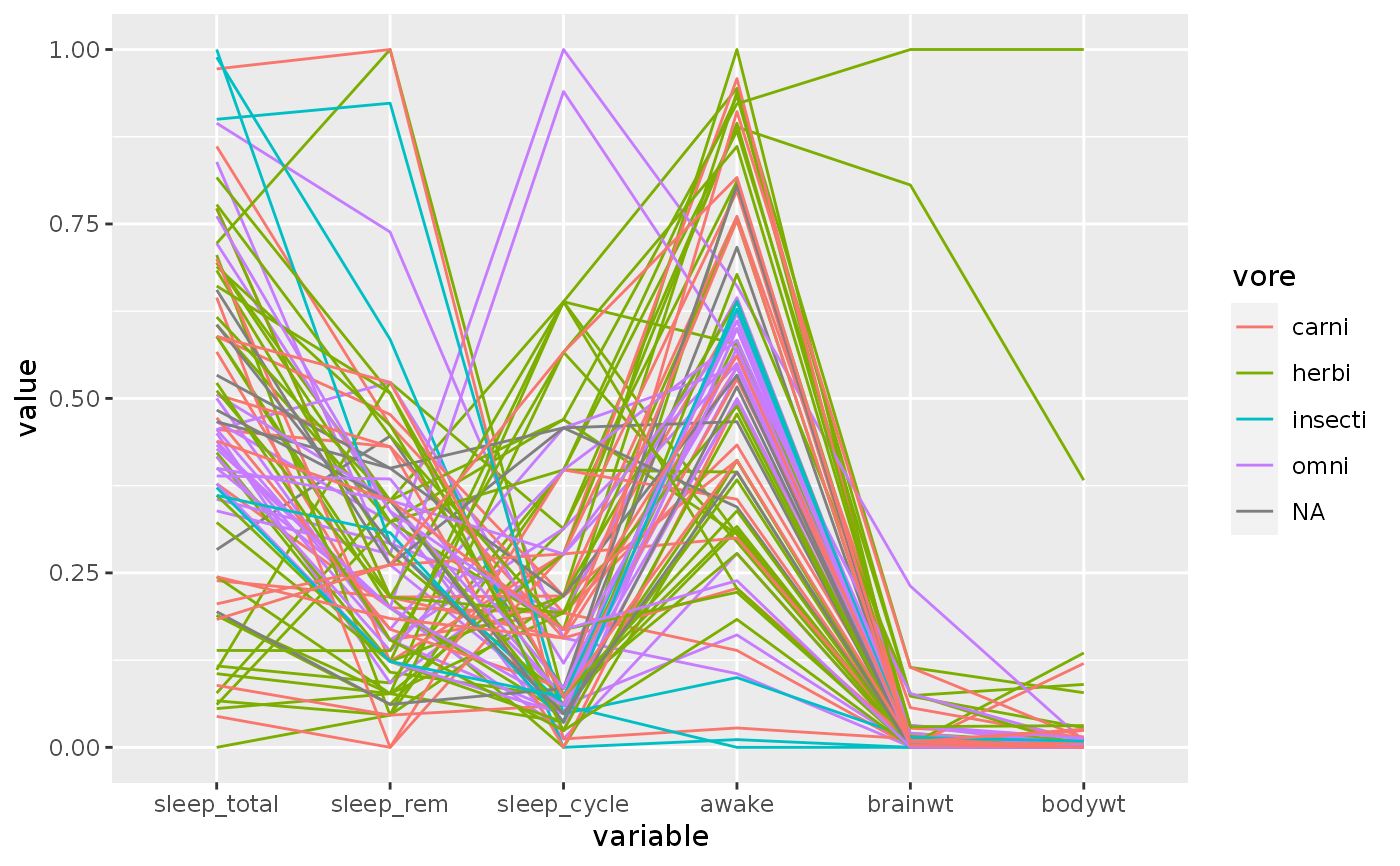 1.00
0.75
0.50
0.25
0.00
value
sleep_total sleep_rem sleep_cycle awake brainwt bodywt
variable
vore
carni
herbi
insecti
omni
NA